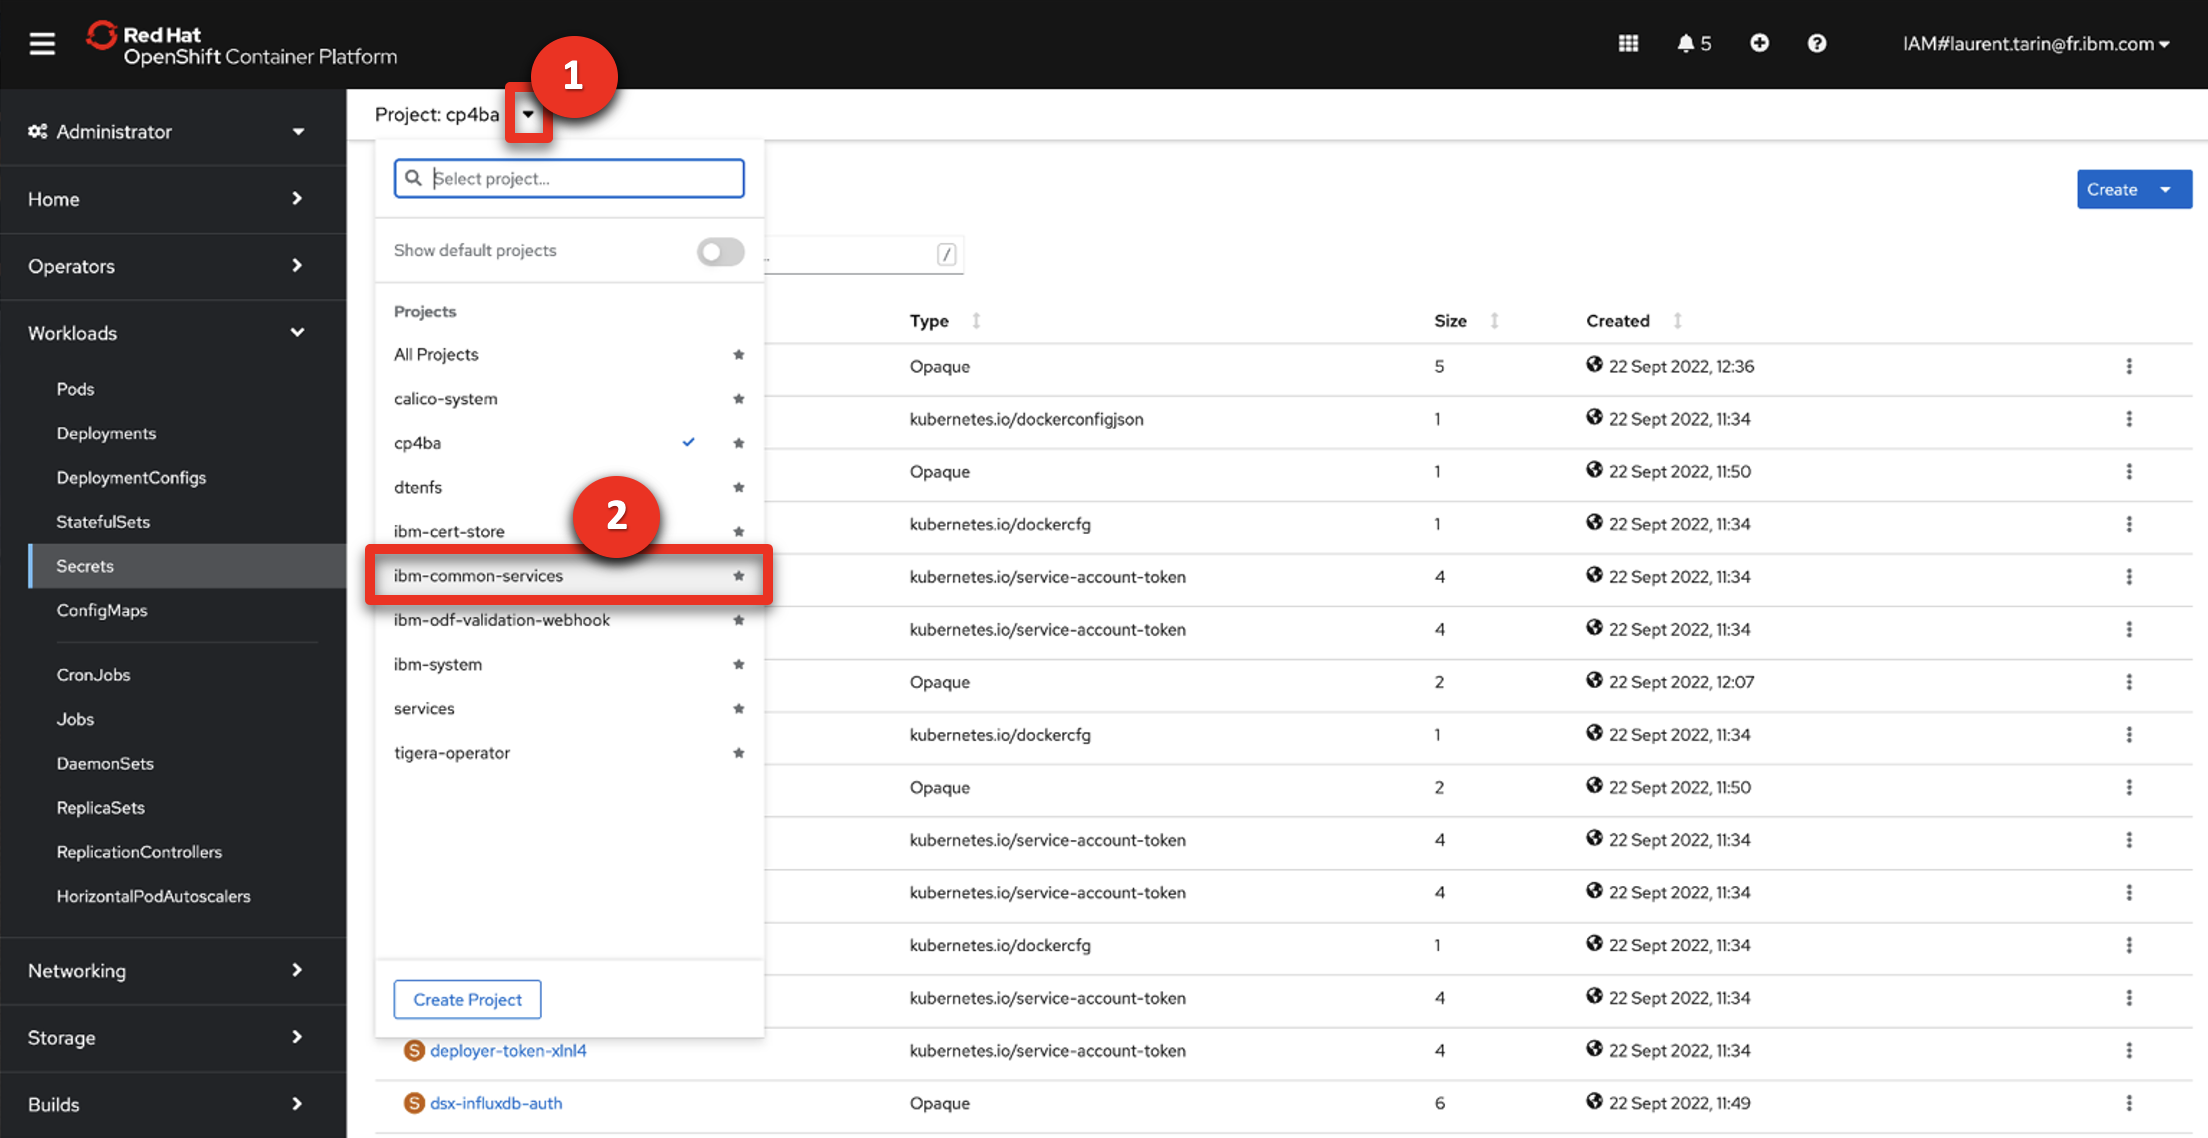 Red Hat
OpenShift Container Platform
5
IAM#laurent.tarin@fr.ibm.com
1
Administrator
Home
Operators
Workloads
Pods
Deployments
DeploymentConfigs
StatefulSets
Secrets
ConfigMaps
CronJobs
Jobs
DaemonSets
ReplicaSets
ReplicationControllers
HorizontalPodAutoscalers
Networking
Storage
Builds
Project: cp4ba
Select project...
Show default projects
Projects
All Projects
calico-system
cp4ba
dtenfs
2
ibm-cert-store
ibm-common-services
ibm-odf-validation-webhook
ibm-system
services
tigera-operator
Create Project
Create
/
Type Size Created
Opaque 5 22 Sept 2022, 12:36
kubernetes.io/dockerconfigjson 1 22 Sept 2022, 11:34
Opaque 1 22 Sept 2022, 11:50
kubernetes.io/dockercfg 1 22 Sept 2022, 11:34
kubernetes.io/service-account-token 4 22 Sept 2022, 11:34
kubernetes.io/service-account-token 4 22 Sept 2022, 11:34
Opaque 2 22 Sept 2022, 12:07
kubernetes.io/dockercfg 1 22 Sept 2022, 11:34
Opaque 2 22 Sept 2022, 11:50
kubernetes.io/service-account-token 4 22 Sept 2022, 11:34
kubernetes.io/service-account-token 4 22 Sept 2022, 11:34
kubernetes.io/dockercfg 1 22 Sept 2022, 11:34
kubernetes.io/service-account-token 4 22 Sept 2022, 11:34
S deployer-token-xlnl4 kubernetes.io/service-account-token 4 22 Sept 2022, 11:34
S dsx-influxdb-auth Opaque 6 22 Sept 2022, 11:49